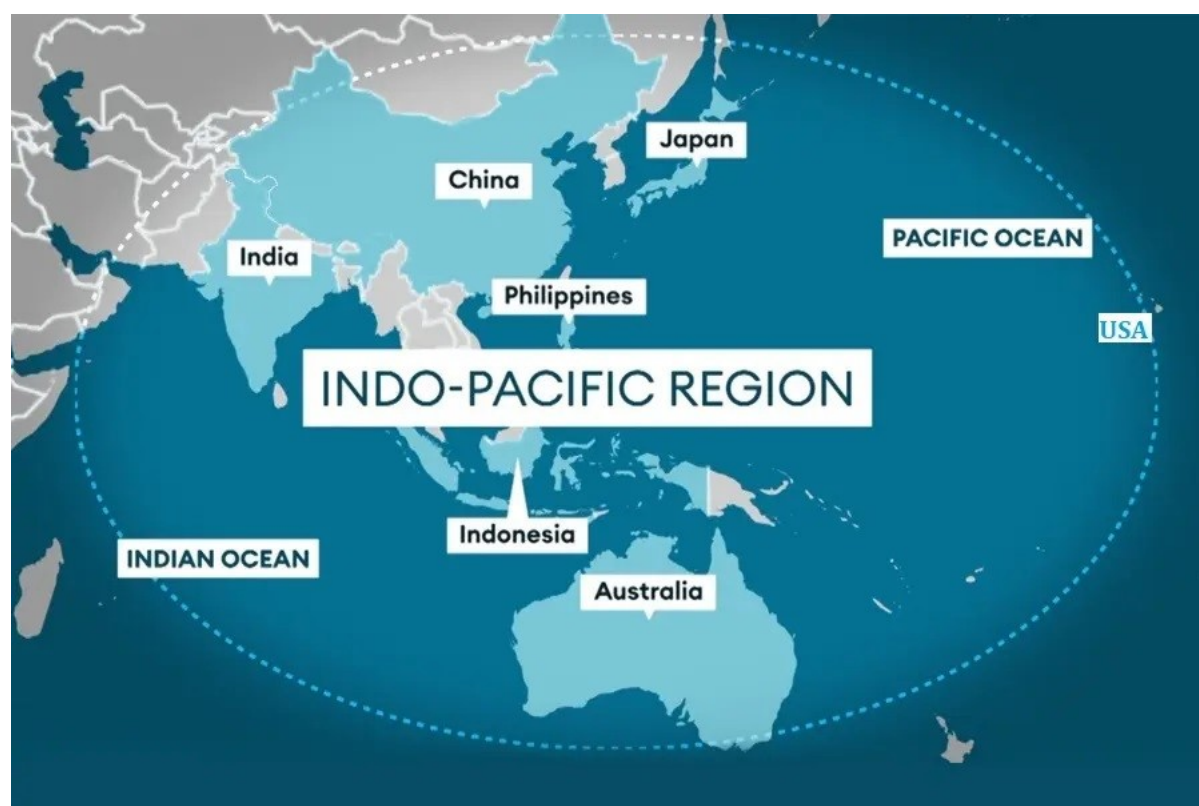 Japan
China
PACIFIC OCEAN
India
Philippines
USA
INDO-PACIFIC REGION
Indonesia
INDIAN OCEAN
Australia